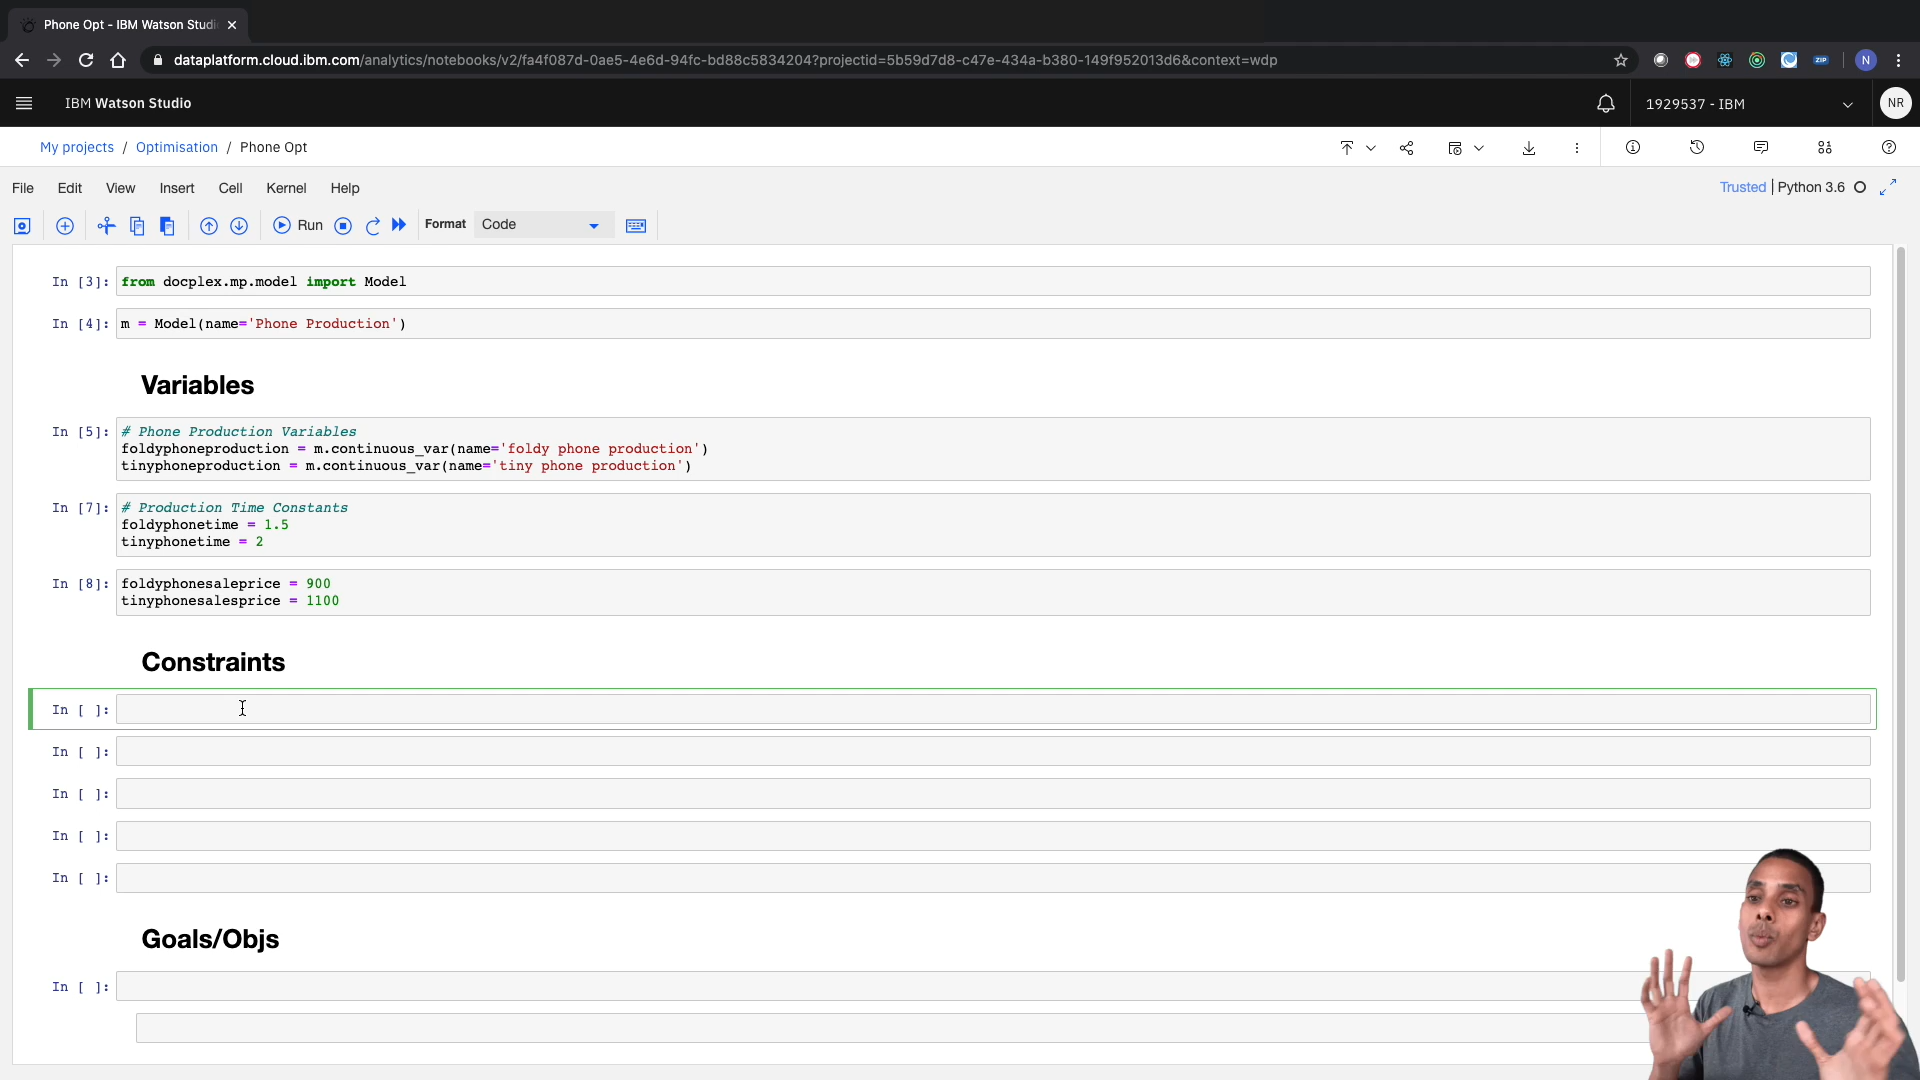 Phone Opt - IBM Watson Studi
dataplatform.cloud.ibm.com/analytics/notebooks/v2/fa4f087d-0ae5-4e6d-94fc-bd88c5834204?projectid=5b59d7d8-c47e-434a-b380-149f952013d6&context=wdp
ZIP
N
IBM Watson Studio
1929537 - IBM
NR
My projects / Optimisation / Phone Opt
File Edit View Insert Cell Kernel Help
Trusted | Python 3.6
Run
Format
Code
In [3]: from docplex.mp.model import Model
In [4]: m = Model(name='Phone Production')
Variables
In [5]: # Phone Production Variables
foldyphoneproduction = m.continuous_var(name='foldy phone production')
tinyphoneproduction = m.continuous_var(name='tiny phone production')
In [7]: # Production Time Constants
foldyphonetime = 1.5
tinyphonetime = 2
In [8]: foldyphonesaleprice = 900
tinyphonesalesprice = 1100
Constraints
In [ ]:
In [ ]:
In [ ]:
In [ ]:
In [ ]:
Goals/Objs
In [ ]: